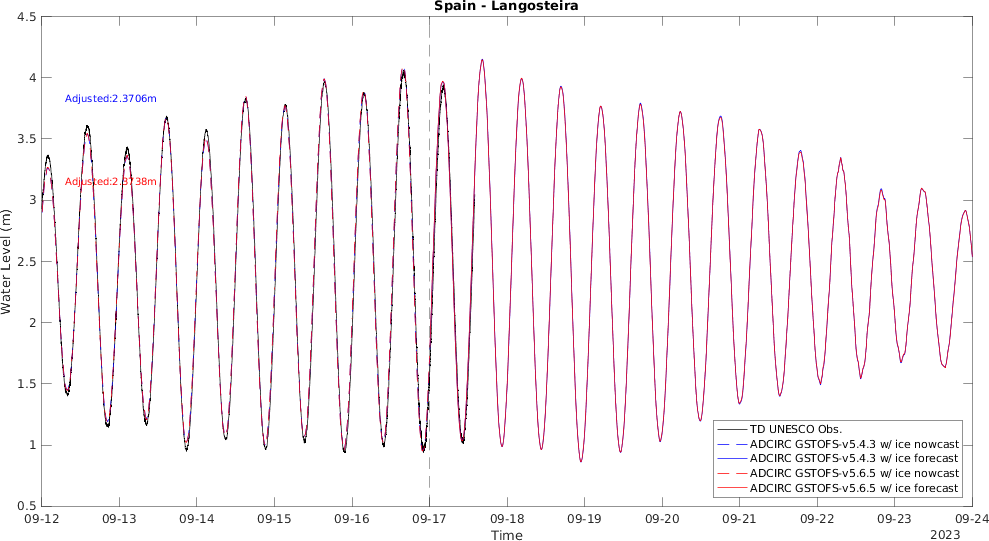 Spain - Langosteira
4.5
4
3.5
3
2.5
2
1.5
1
0.5
Water Level (m)
Adjusted:2.3706m
Adjusted:2.3738m
TD UNESCO Obs.
ADCIRC GSTOFS-v5.4.3 w/ ice nowcast
ADCIRC GSTOFS-v5.4.3 w/ ice forecast
ADCIRC GSTOFS-v5.6.5 w/ ice nowcast
ADCIRC GSTOFS-v5.6.5 w/ ice forecast
09-12 09-13 09-14 09-15 09-16 09-17 09-18 09-19 09-20 09-21 09-22 09-23 09-24
Time
2023